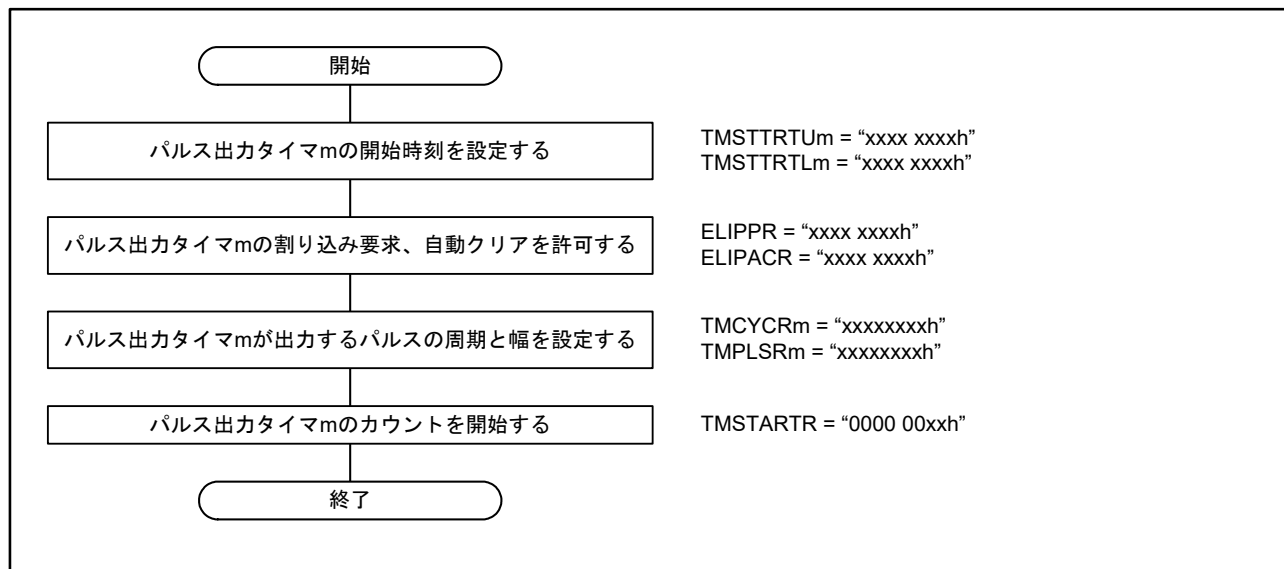 開始
パルス出力タイマmの開始時刻を設定する
TMSTTRTUm = “xxxx xxxxh”
TMSTTRTLm = “xxxx xxxxh”
パルス出力タイマmの割り込み要求、自動クリアを許可する
ELIPPR = “xxxx xxxxh”
ELIPACR = “xxxx xxxxh”
パルス出力タイマmが出力するパルスの周期と幅を設定する
TMCYCRm = “xxxxxxxxh”
TMPLSRm = “xxxxxxxxh”
パルス出力タイマmのカウントを開始する
TMSTARTR = “0000 00xxh”
終了